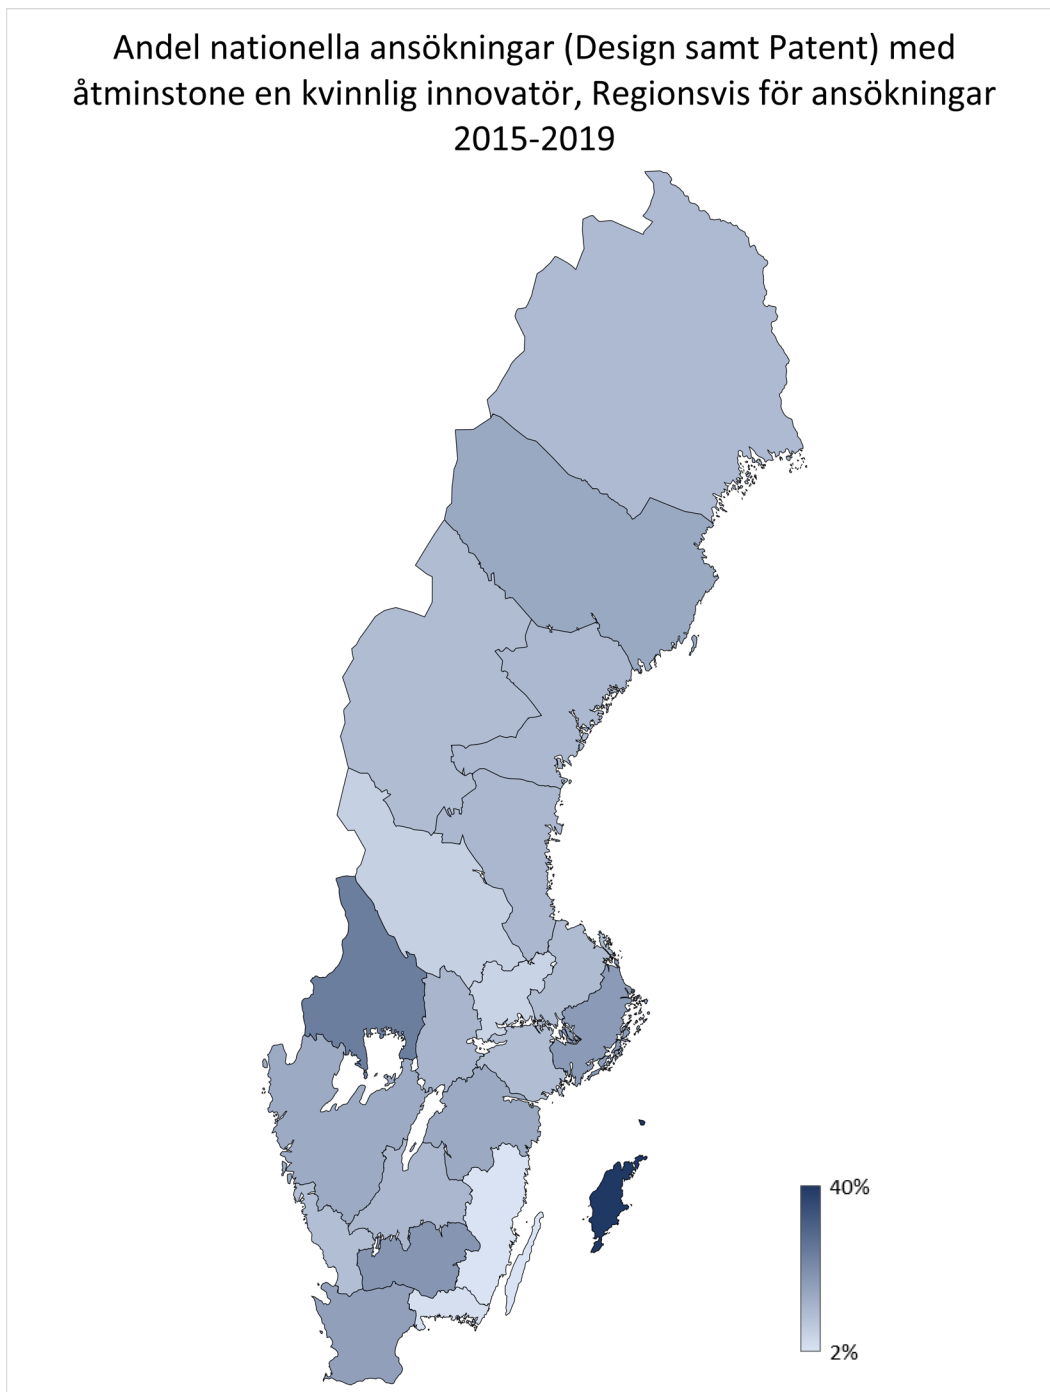 Andel nationella ansökningar (Design samt Patent) med
åtminstone en kvinnlig innovatör, Regionsvis för ansökningar
2015-2019
40%
2%